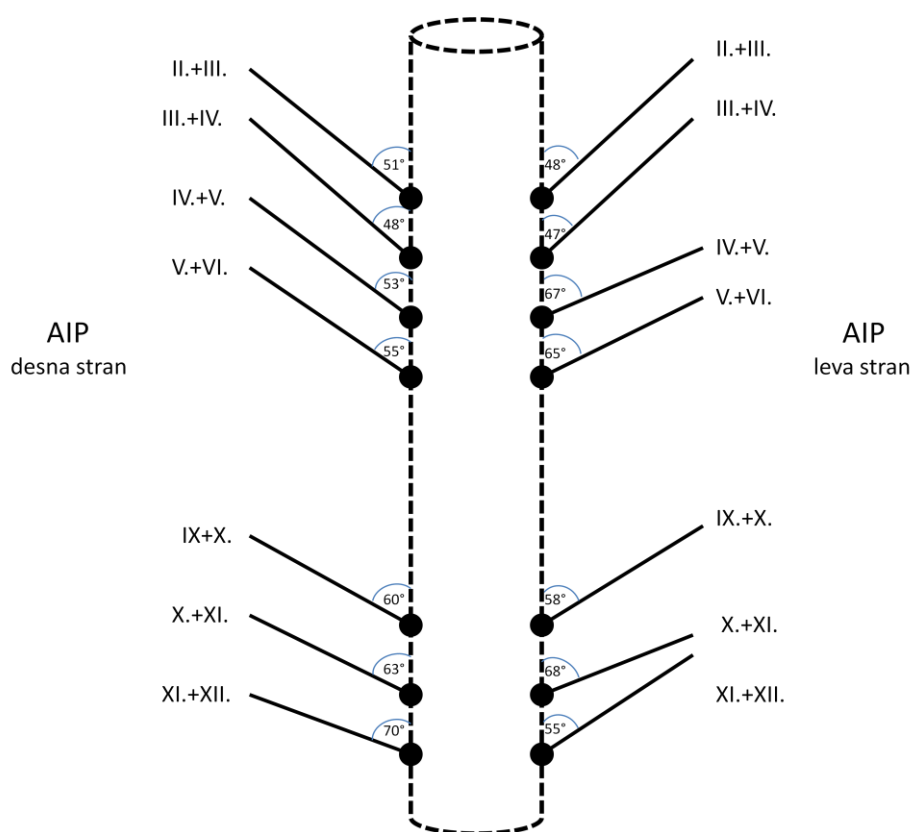 II.+III.
III.+IV.
IV.+V.
V.+VI.
AIP
desna stran
IX+X.
X.+XI.
XI.+XII.
51°
48°
53°
55°
60°
63°
70°
48°
47°
67°
65°
58°
68°
55°
II.+III.
III.+IV.
IV.+V.
V.+VI.
AIP
leva stran
IX.+X.
X.+XI.
XI.+XII.